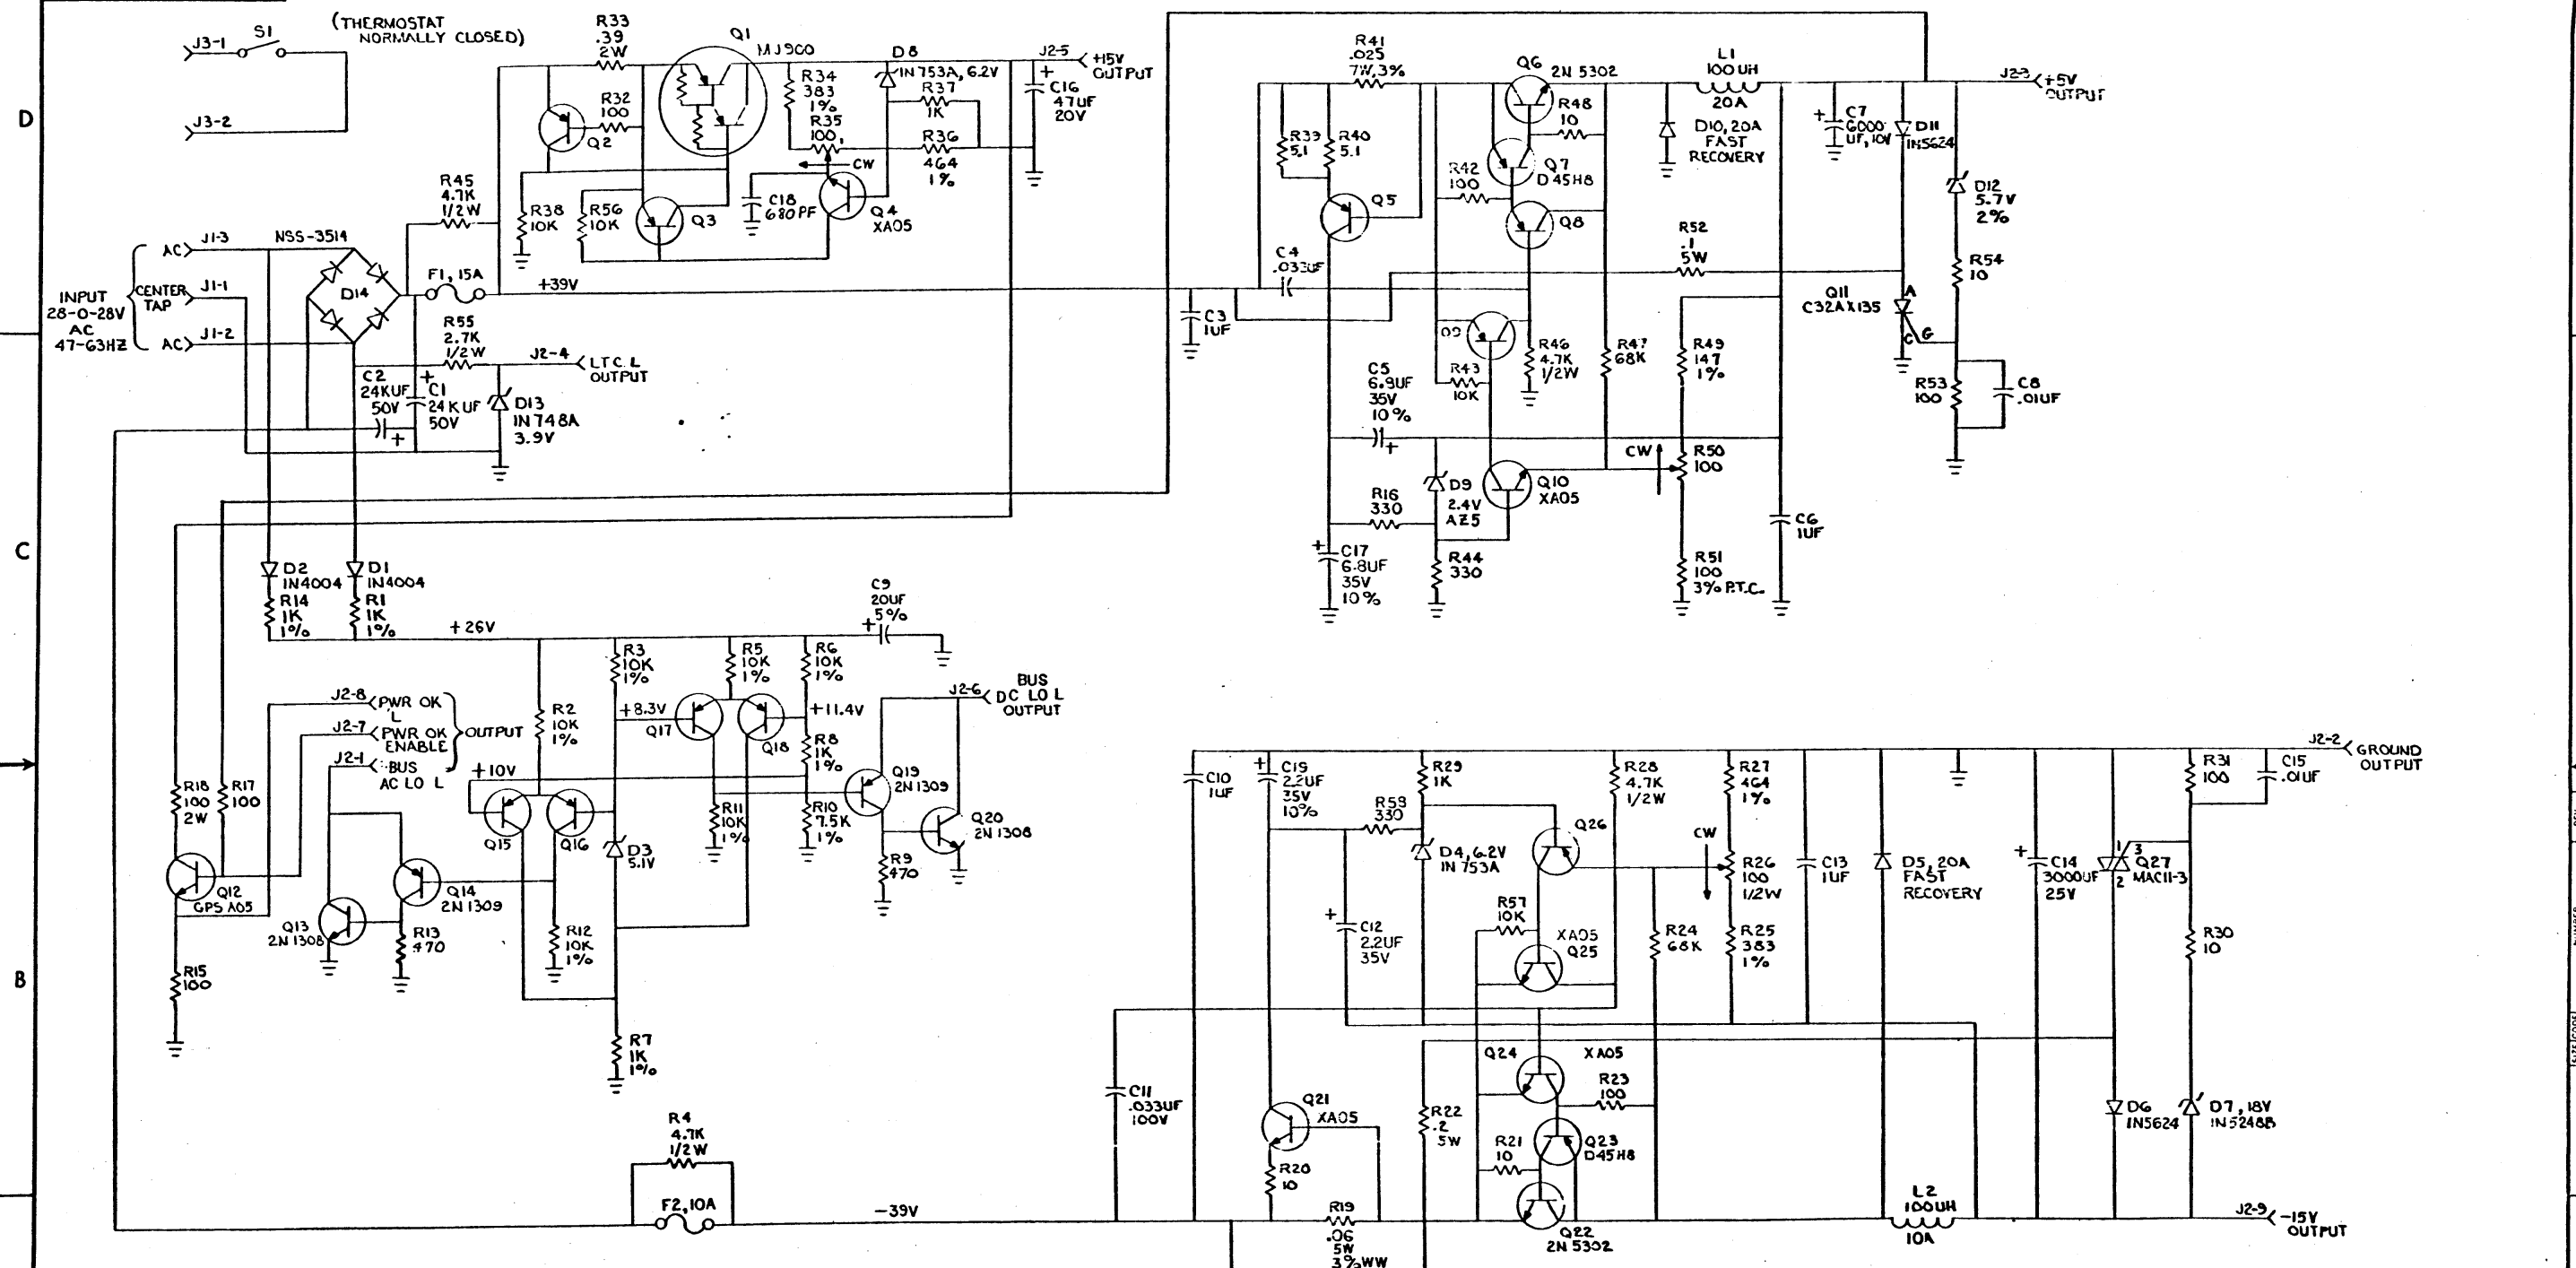 (THERMOSTAT
NORMALLY CLOSED)
J3-1
S1
J3-2
D
R33
.39
2W
R32
100
Q2
Q1
MJ900
R34
383
1%
R35
100,
CW
D8
IN 753A, 6.2V
R37
1K
R36
464
1%
J2-5
+15V
OUTPUT
+
C16
47UF
20V
R45
4.7K
1/2W
R38
10K
R56
10K
Q3
C18
680PF
Q4
XA05
INPUT
28-0-28V
AC
47-63HZ
AC
J1-3
NSS-3514
CENTER
TAP
J1-1
AC
J1-2
D14
F1, 15A
+39V
R55
2.7K
1/2W
J2-4
LTC L
OUTPUT
C2
24KUF
50V
+
+
C1
24KUF
50V
D13
IN748A
3.9V
R41
.025
7W, 3%
R39
5.1
R40
5.1
Q5
Q6
2N 5302
R48
10
Q7
D45H8
R42
100
Q8
L1
100UH
20A
D10, 20A
FAST
RECOVERY
J2-3
+5V
OUTPUT
+
C7
6000
UF, 10V
D11
IN5624
D12
5.7V
2%
R54
10
C4
.033UF
R52
.1
5W
Q11
C32AX135
A
C
G
C3
1UF
Q9
R43
10K
R46
4.7K
1/2W
R47
68K
R49
147
1%
R53
100
C8
.01UF
C5
6.8UF
35V
10%
+
CW
R50
100
D9
2.4V
AZ5
Q10
XA05
R16
330
R44
330
+
C17
6.8UF
35V
10%
R51
100
3% P.T.C.
C6
1UF
C
D2
IN4004
D1
IN4004
R14
1K
1%
R1
1K
1%
+26V
C9
20UF
5%
+
R3
10K
1%
R5
10K
1%
R6
10K
1%
R2
10K
1%
+8.3V
Q17
Q18
+11.4V
R8
1K
1%
J2-6
BUS
DC LO L
OUTPUT
J2-8
PWR OK
L
J2-7
PWR OK
ENABLE
OUTPUT
J2-1
BUS
AC LO L
+10V
Q15
Q16
R11
10K
1%
R10
7.5K
1%
Q19
2N1309
Q20
2N 1308
R9
470
D3
5.1V
R18
100
2W
R17
100
Q12
GPS A05
Q14
2N1309
Q13
2N1308
R13
470
R12
10K
1%
R15
100
R7
1K
1%
B
R4
4.7K
1/2W
F2, 10A
-39V
J2-2
GROUND
OUTPUT
C10
1UF
+
C19
2.2UF
35V
10%
R29
1K
R28
4.7K
1/2W
R27
464
1%
R31
100
C15
.01UF
D4, 6.2V
IN 753A
Q26
CW
R26
100
1/2W
C13
1UF
D5, 20A
FAST
RECOVERY
+
C14
3000UF
25V
1
3
2
Q27
MAC11-3
+
C12
2.2UF
35V
R57
10K
XA05
Q25
R24
68K
R25
383
1%
R30
10
C11
.033UF
100V
Q24
XA05
R23
100
Q21
XA05
R22
.2
5W
R21
10
Q23
D45H8
R20
10
R19
.06
5W
3% WW
Q22
2N 5302
D6
IN5624
D7, 18V
IN5248B
L2
100UH
10A
J2-9
-15V
OUTPUT